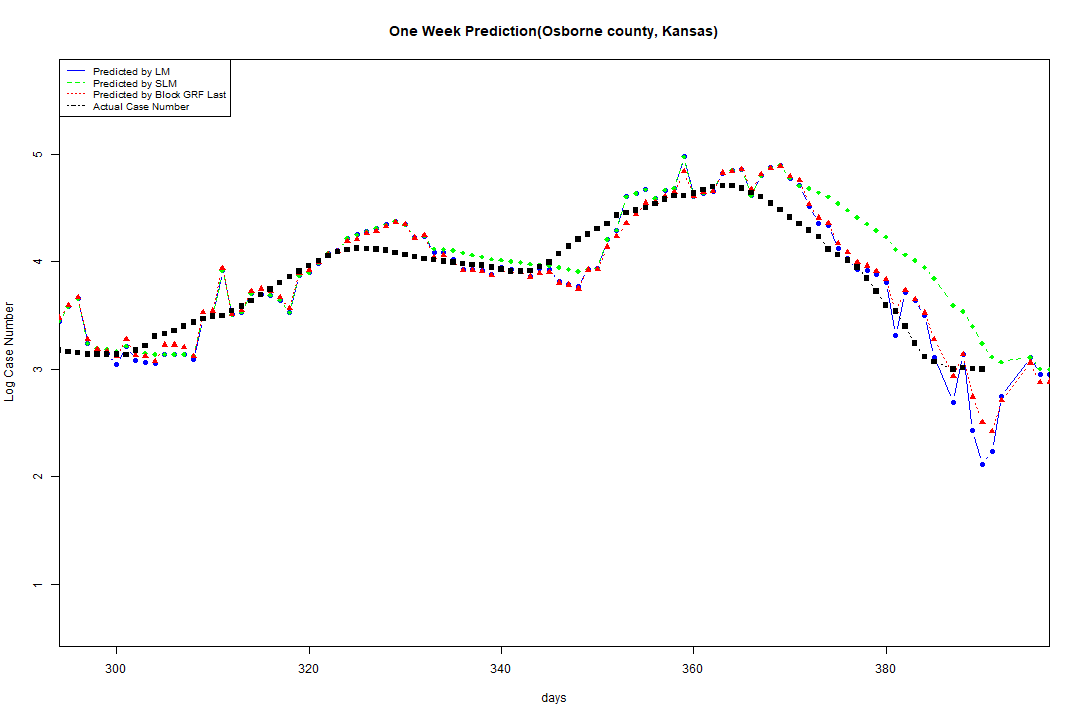 One Week Prediction(Osborne county, Kansas)
Predicted by LM
Predicted by SLM
Predicted by Block GRF Last
Actual Case Number
5
4
3
2
1
Log Case Number
300 320 340 360 380
days